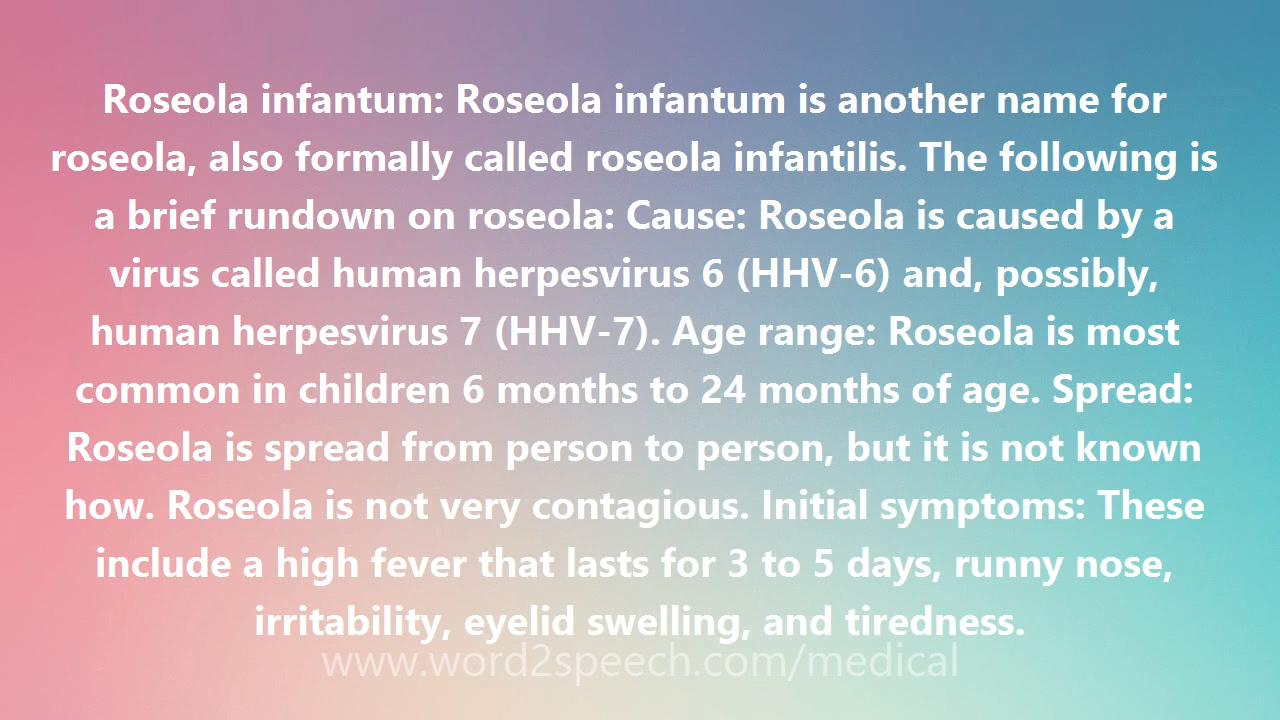 Roseola infantum: Roseola infantum is another name for
roseola, also formally called roseola infantilis. The following is
a brief rundown on roseola: Cause: Roseola is caused by a
virus called human herpesvirus 6 (HHV-6) and, possibly,
human herpesvirus 7 (HHV-7). Age range: Roseola is most
common in children 6 months to 24 months of age. Spread:
Roseola is spread from person to person, but it is not known
how. Roseola is not very contagious. Initial symptoms: These
include a high fever that lasts for 3 to 5 days, runny nose,
irritability, eyelid swelling, and tiredness.
www.word2speech.com/medical